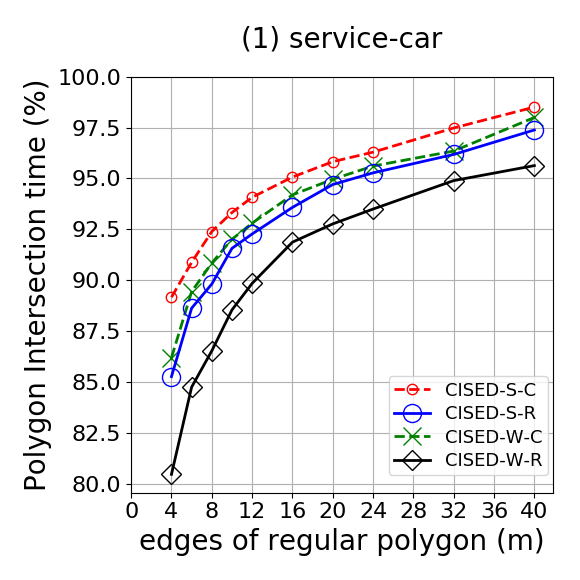 (1) service-car
Polygon Intersection time (%)
100.0
97.5
95.0
92.5
90.0
87.5
85.0
82.5
80.0
CISED-S-C
CISED-S-R
CISED-W-C
CISED-W-R
0 4 8 12 16 20 24 28 32 36 40
edges of regular polygon (m)